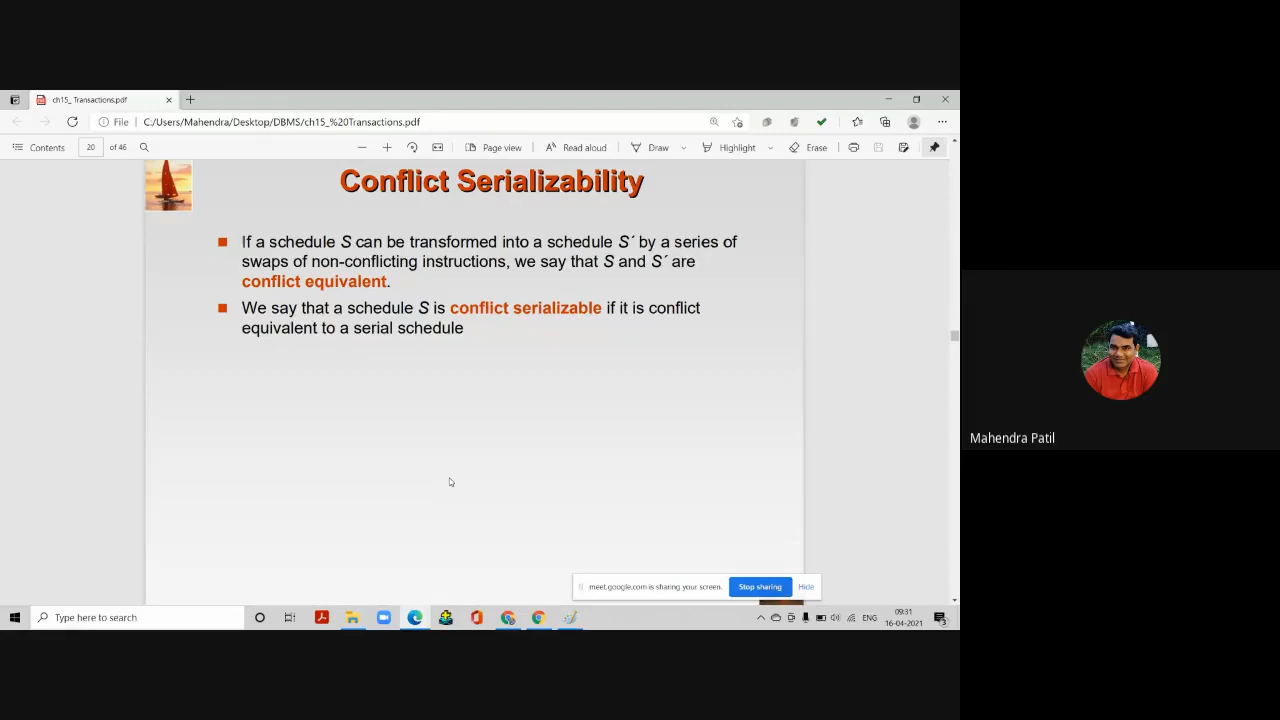 ch15_ Transactions.pdf
File
C:/Users/Mahendra/Desktop/DBMS/ch15_%20Transactions.pdf
Contents
20
of 46
Page view
Read aloud
Draw
Highlight
Erase
Conflict Serializability
If a schedule S can be transformed into a schedule S´ by a series of
swaps of non-conflicting instructions, we say that S and S´ are
conflict equivalent.
We say that a schedule S is conflict serializable if it is conflict
equivalent to a serial schedule
Mahendra Patil
meet.google.com is sharing your screen.
Stop sharing
Hide
Type here to search
ENG
09:31
16-04-2021
3